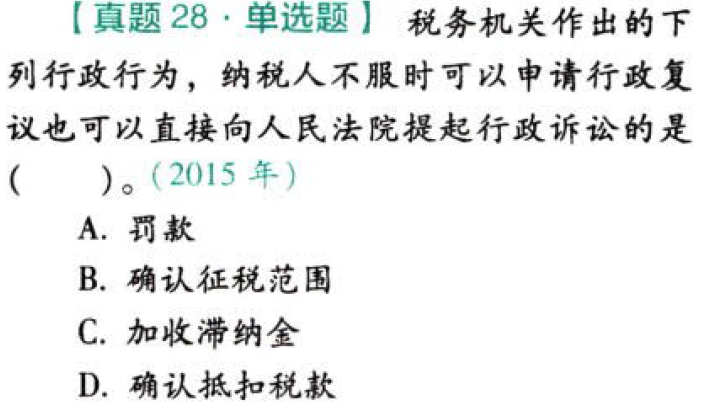 【真题 28·单选题】 税务机关作出的下
列行政行为，纳税人不服时可以申请行政复
议也可以直接向人民法院提起行政诉讼的是
(  )。(2015 年)
A. 罚款
B. 确认征税范围
C. 加收滞纳金
D. 确认抵扣税款